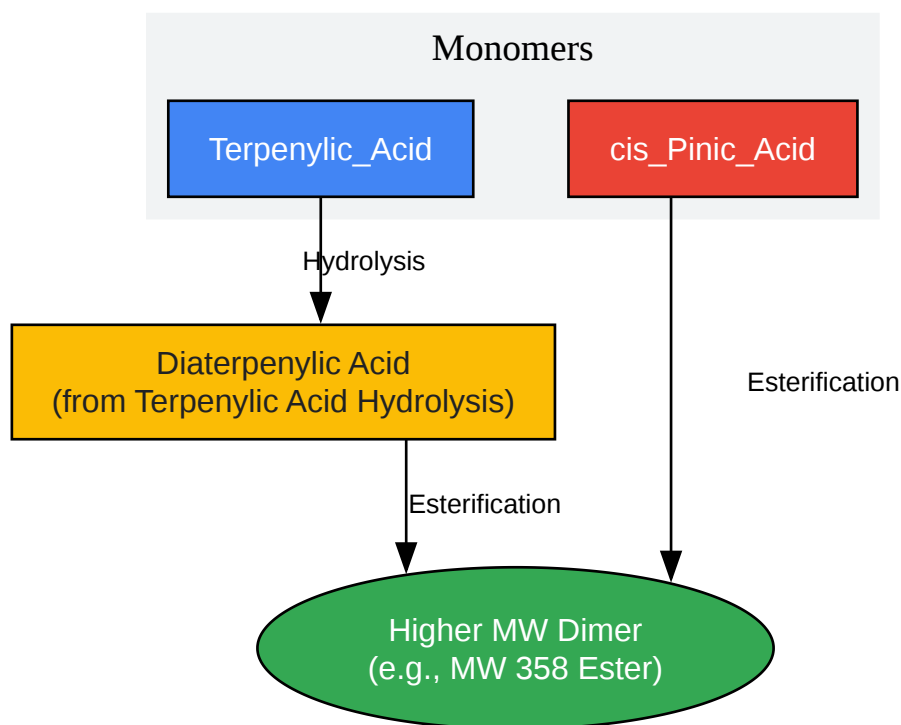 Monomers
Terpenylic_Acid
cis_Pinic_Acid
Hydrolysis
Diaterpenylic Acid
(from Terpenylic Acid Hydrolysis)
Esterification
Esterification
Higher MW Dimer
(e.g., MW 358 Ester)